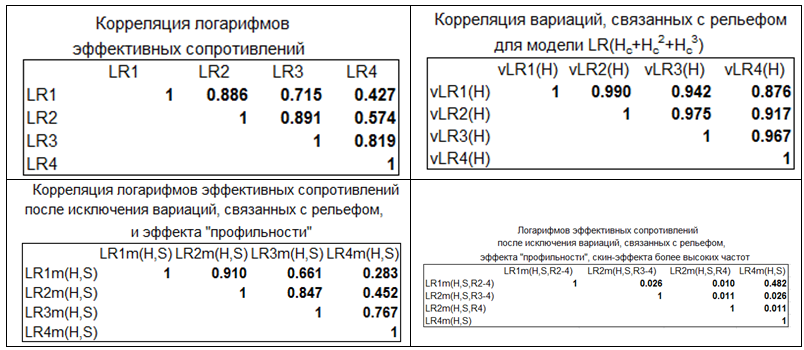 Корреляция логарифмов
эффективных сопротивлений
LR1 LR2 LR3 LR4
LR1 1 0.886 0.715 0.427
LR2 1 0.891 0.574
LR3 1 0.819
LR4 1
Корреляция вариаций, связанных с рельефом
для модели LR(Hc+Hc²+Hc³)
vLR1(H) vLR2(H) vLR3(H) vLR4(H)
vLR1(H) 1 0.990 0.942 0.876
vLR2(H) 1 0.975 0.917
vLR3(H) 1 0.967
vLR4(H) 1
Корреляция логарифмов эффективных сопротивлений
после исключения вариаций, связанных с рельефом,
и эффекта "профильности"
LR1m(H,S) LR2m(H,S) LR3m(H,S) LR4m(H,S)
LR1m(H,S) 1 0.910 0.661 0.283
LR2m(H,S) 1 0.847 0.452
LR3m(H,S) 1 0.767
LR4m(H,S) 1
Логарифмов эффективных сопротивлений
после исключения вариаций, связанных с рельефом,
эффекта "профильности", скин-эффекта более высоких частот
LR1m(H,S,R2-4) LR2m(H,S,R3-4) LR2m(H,S,R4) LR4m(H,S)
LR1m(H,S,R2-4) 1 0.026 0.010 0.482
LR2m(H,S,R3-4) 1 0.011 0.026
LR2m(H,S,R4) 1 0.011
LR4m(H,S) 1